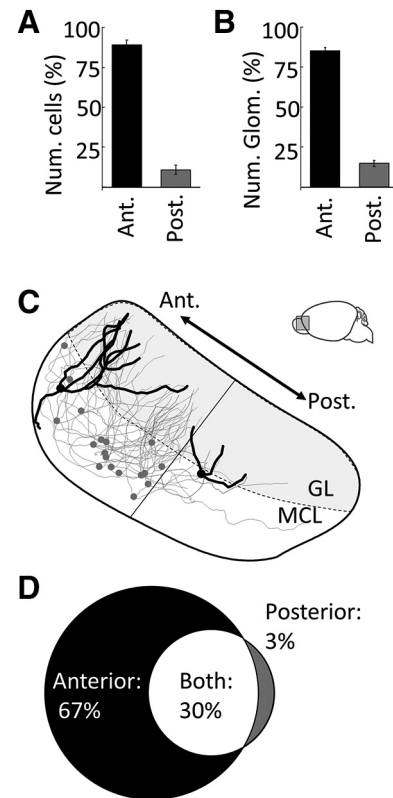 A
Num. cells (%)
100
75
50
25
Ant.
Post.
B
Num. Glom. (%)
100
75
50
25
Ant.
Post.
C
Ant.
Post.
GL
MCL
D
Anterior:
67%
Both:
30%
Posterior:
3%